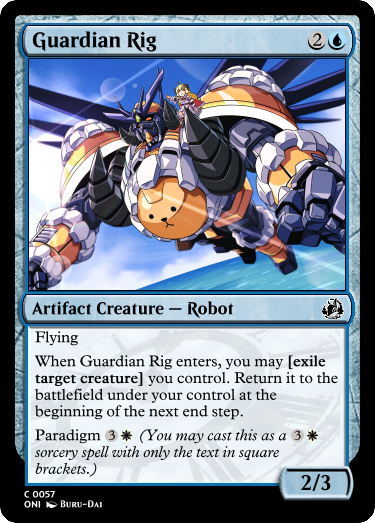 Guardian Rig 2
Artifact Creature — Robot
Flying
When Guardian Rig enters, you may [exile
target creature] you control. Return it to the
battlefield under your control at the
beginning of the next end step.
Paradigm 3 (You may cast this as a 3
sorcery spell with only the text in square
brackets.)
2/3
C 0057
ONI Buru-Dai